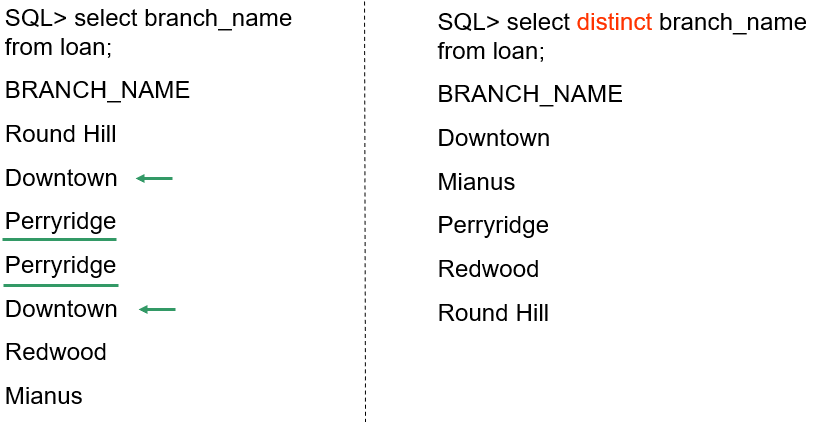 SQL> select branch_name
from loan;
BRANCH_NAME
Round Hill
Downtown
Perryridge
Perryridge
Downtown
Redwood
Mianus
SQL> select distinct branch_name
from loan;
BRANCH_NAME
Downtown
Mianus
Perryridge
Redwood
Round Hill